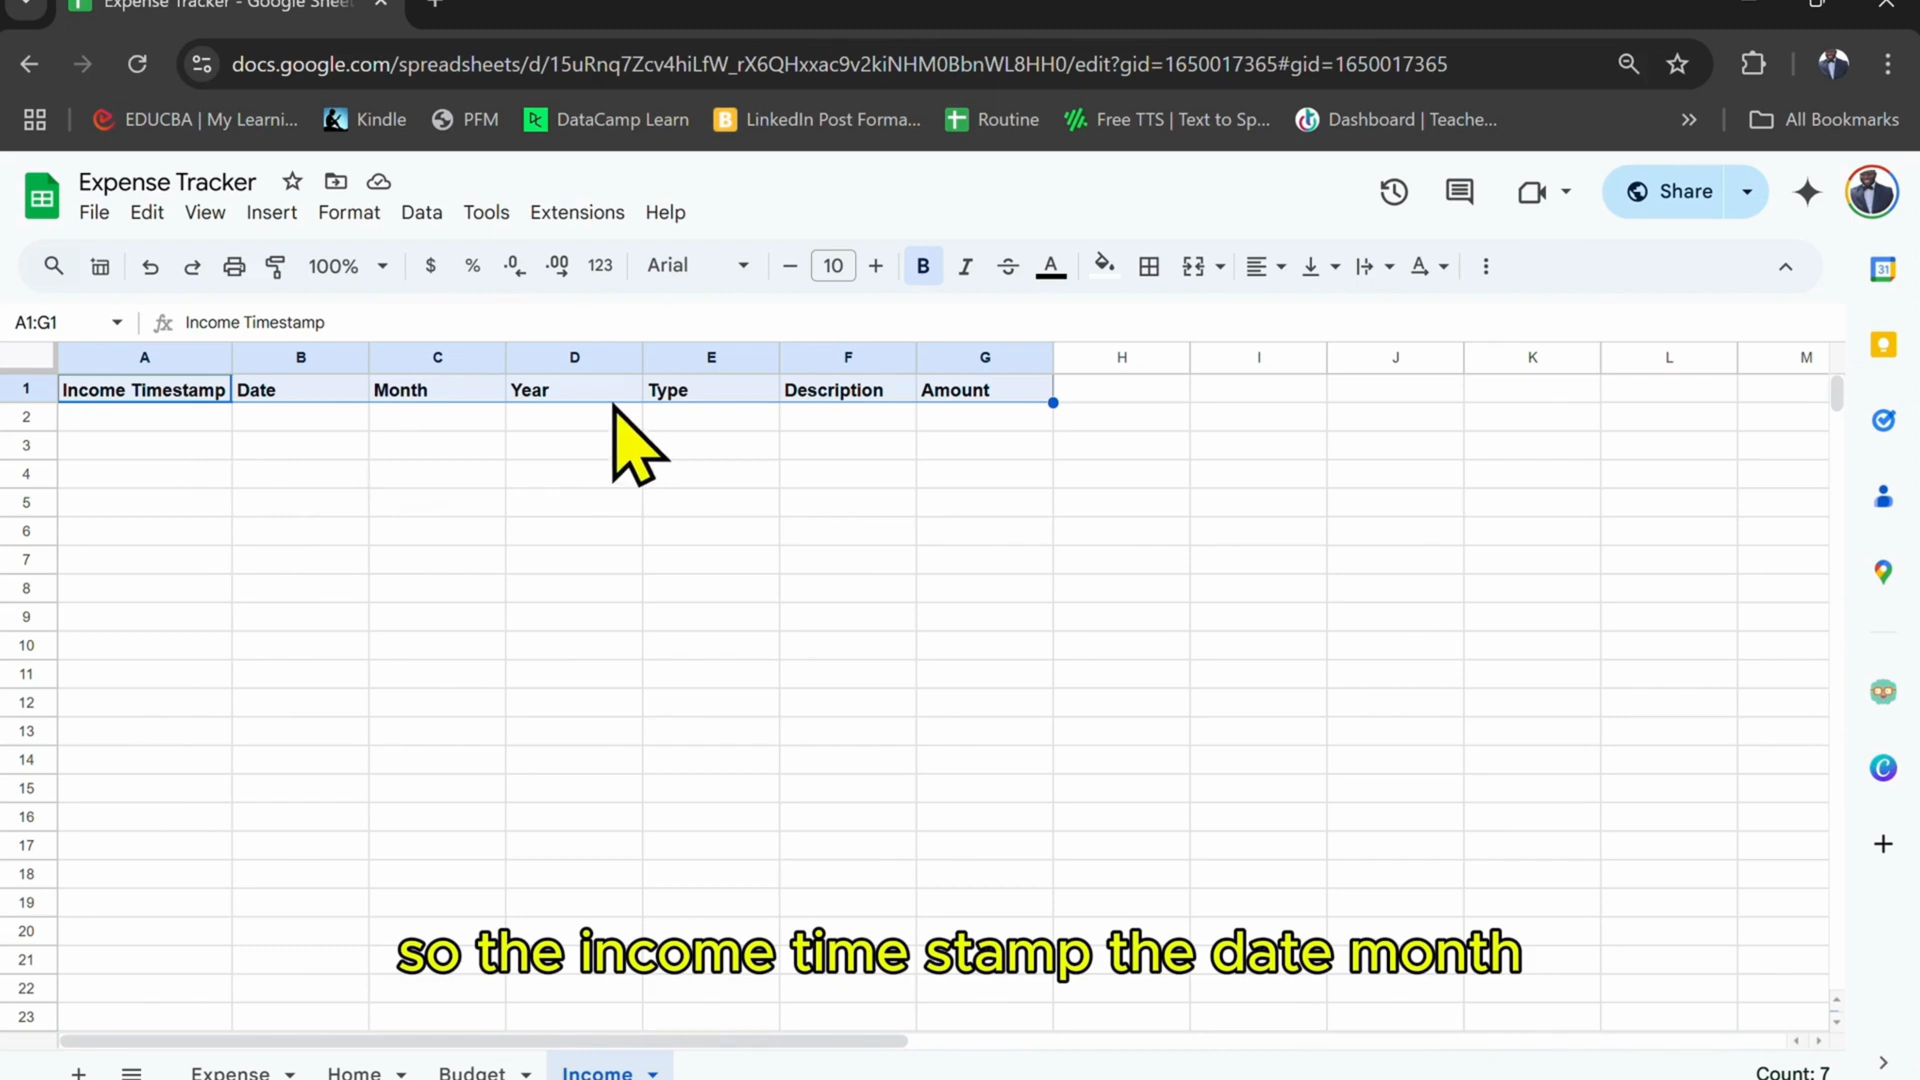 Expense Tracker - Google Sheet
docs.google.com/spreadsheets/d/15uRnq7Zcv4hiLfW_rX6QHxxac9v2kiNHM0BbnWL8HH0/edit?gid=1650017365#gid=1650017365
EDUCBA | My Learni... Kindle PFM DataCamp Learn LinkedIn Post Forma... Routine Free TTS | Text to Sp... Dashboard | Teache... » All Bookmarks
Expense Tracker
File Edit View Insert Format Data Tools Extensions Help
Share
100% $ % .0 .00 123 Arial 10 B I S A
A1:G1 fx Income Timestamp
A B C D E F G H I J K L M
1 Income Timestamp Date Month Year Type Description Amount
2
3
4
5
6
7
8
9
10
11
12
13
14
15
16
17
18
19
20
21
22
23
so the income time stamp the date month
Expense Home Budget Income Count: 7
31